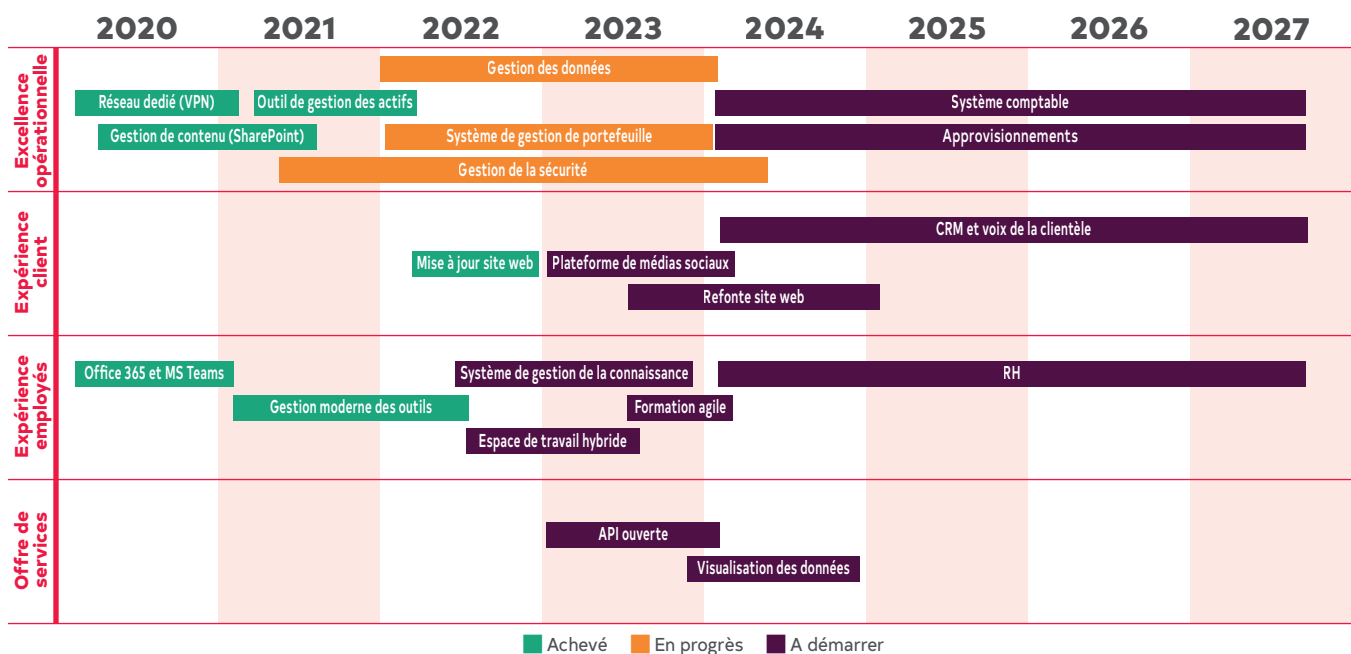 2020 2021 2022 2023 2024 2025 2026 2027
Excellence
opérationnelle
Gestion des données
Réseau dedié (VPN) Outil de gestion des actifs Système comptable
Gestion de contenu (SharePoint) Système de gestion de portefeuille Approvisionnements
Gestion de la sécurité
Expérience
client
CRM et voix de la clientèle
Mise à jour site web Plateforme de médias sociaux
Refonte site web
Expérience
employés
Office 365 et MS Teams Système de gestion de la connaissance RH
Gestion moderne des outils Formation agile
Espace de travail hybride
Offre de
services
API ouverte
Visualisation des données
Achevé En progrès A démarrer